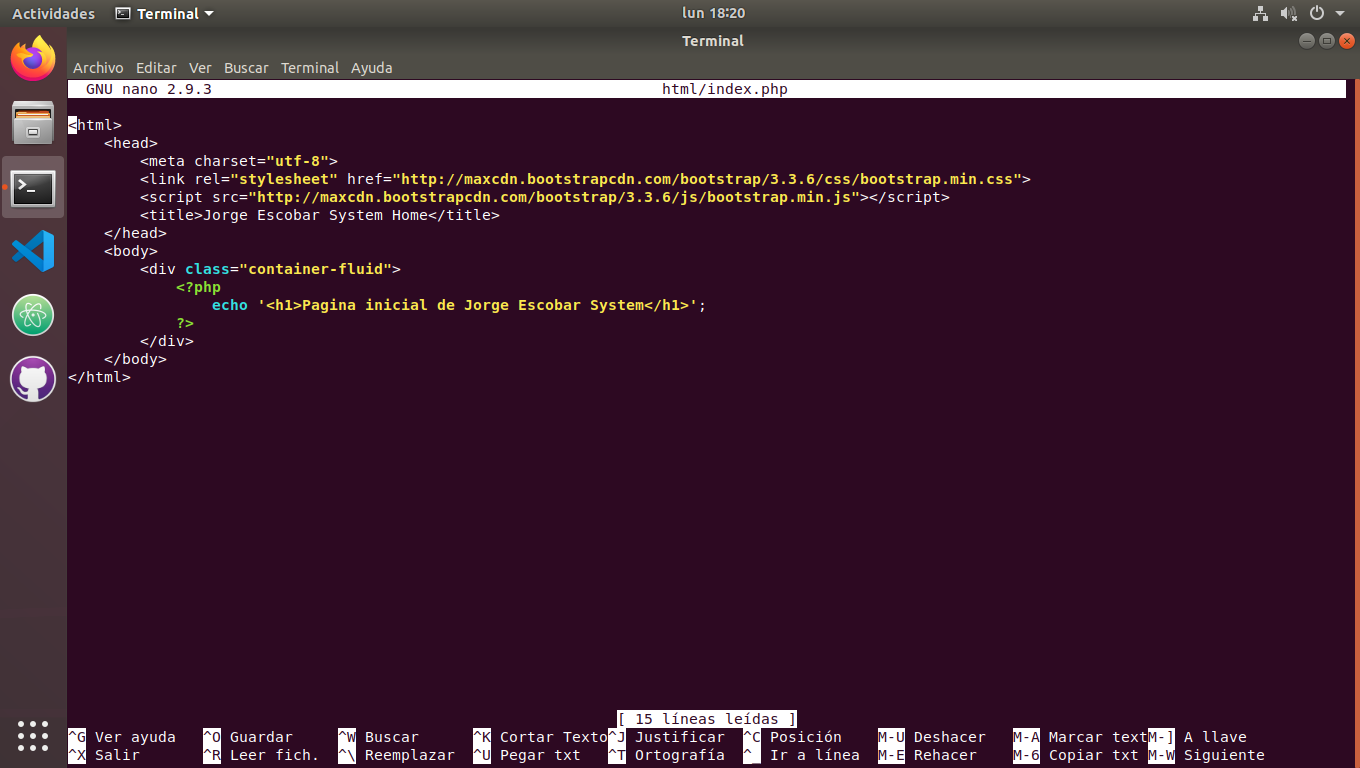 Actividades Terminal lun 18:20
Terminal
Archivo Editar Ver Buscar Terminal Ayuda
GNU nano 2.9.3 html/index.php
<html>
    <head>
        <meta charset="utf-8">
        <link rel="stylesheet" href="http://maxcdn.bootstrapcdn.com/bootstrap/3.3.6/css/bootstrap.min.css">
        <script src="http://maxcdn.bootstrapcdn.com/bootstrap/3.3.6/js/bootstrap.min.js"></script>
        <title>Jorge Escobar System Home</title>
    </head>
    <body>
        <div class="container-fluid">
            <?php
                echo '<h1>Pagina inicial de Jorge Escobar System</h1>';
            ?>
        </div>
    </body>
</html>
[ 15 líneas leídas ]
^G Ver ayuda ^O Guardar ^W Buscar ^K Cortar Texto ^J Justificar ^C Posición M-U Deshacer M-A Marcar text M-] A llave
^X Salir ^R Leer fich. ^\ Reemplazar ^U Pegar txt ^T Ortografía ^_ Ir a línea M-E Rehacer M-6 Copiar txt M-W Siguiente